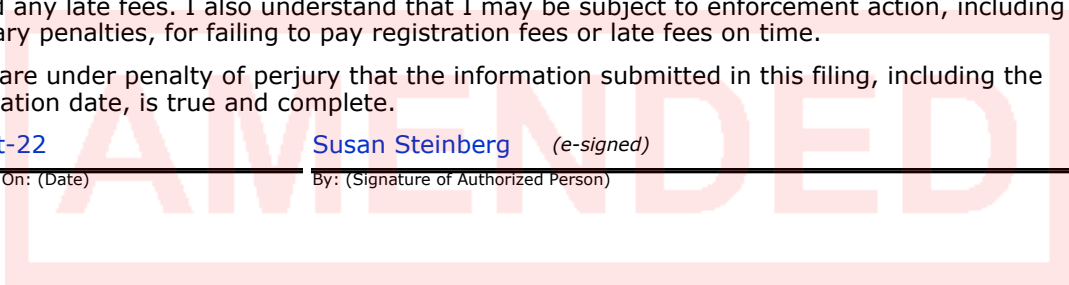 any late fees. I also understand that I may be subject to enforcement action, including
penalties, for failing to pay registration fees or late fees on time.
are under penalty of perjury that the information submitted in this filing, including the
date, is true and complete.
-22 Susan Steinberg (e-signed)
On: (Date) By: (Signature of Authorized Person)
AMENDED